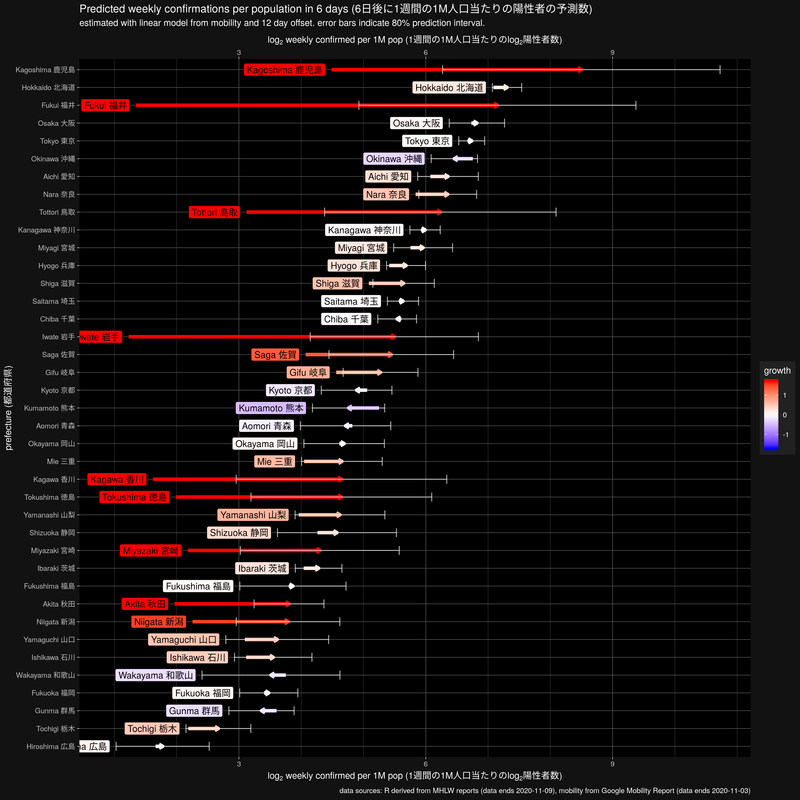 Predicted weekly confirmations per population in 6 days (6日後に1週間の1M人口当たりの陽性者の予測数)
estimated with linear model from mobility and 12 day offset. error bars indicate 80% prediction interval.
log2 weekly confirmed per 1M pop (1週間の1M人口当たりのlog2陽性者数)
3 6 9
Kagoshima 鹿児島 Kagoshima 鹿児島
Hokkaido 北海道 Hokkaido 北海道
Fukui 福井 Fukui 福井
Osaka 大阪 Osaka 大阪
Tokyo 東京 Tokyo 東京
Okinawa 沖縄 Okinawa 沖縄
Aichi 愛知 Aichi 愛知
Nara 奈良 Nara 奈良
Tottori 鳥取 Tottori 鳥取
Kanagawa 神奈川 Kanagawa 神奈川
Miyagi 宮城 Miyagi 宮城
Hyogo 兵庫 Hyogo 兵庫
Shiga 滋賀 Shiga 滋賀
Saitama 埼玉 Saitama 埼玉
Chiba 千葉 Chiba 千葉
Iwate 岩手 wate 岩手
Saga 佐賀 Saga 佐賀
Gifu 岐阜 Gifu 岐阜
Kyoto 京都 Kyoto 京都
Kumamoto 熊本 Kumamoto 熊本
Aomori 青森 Aomori 青森
Okayama 岡山 Okayama 岡山
Mie 三重 Mie 三重
Kagawa 香川 Kagawa 香川
Tokushima 徳島 Tokushima 徳島
Yamanashi 山梨 Yamanashi 山梨
Shizuoka 静岡 Shizuoka 静岡
Miyazaki 宮崎 Miyazaki 宮崎
Ibaraki 茨城 Ibaraki 茨城
Fukushima 福島 Fukushima 福島
Akita 秋田 Akita 秋田
Niigata 新潟 Niigata 新潟
Yamaguchi 山口 Yamaguchi 山口
Ishikawa 石川 Ishikawa 石川
Wakayama 和歌山 Wakayama 和歌山
Fukuoka 福岡 Fukuoka 福岡
Gunma 群馬 Gunma 群馬
Tochigi 栃木 Tochigi 栃木
Hiroshima 広島 na 広島
3 6 9
log2 weekly confirmed per 1M pop (1週間の1M人口当たりのlog2陽性者数)
prefecture (都道府県)
growth
1
0
-1
data sources: R derived from MHLW reports (data ends 2020-11-09), mobility from Google Mobility Report (data ends 2020-11-03)